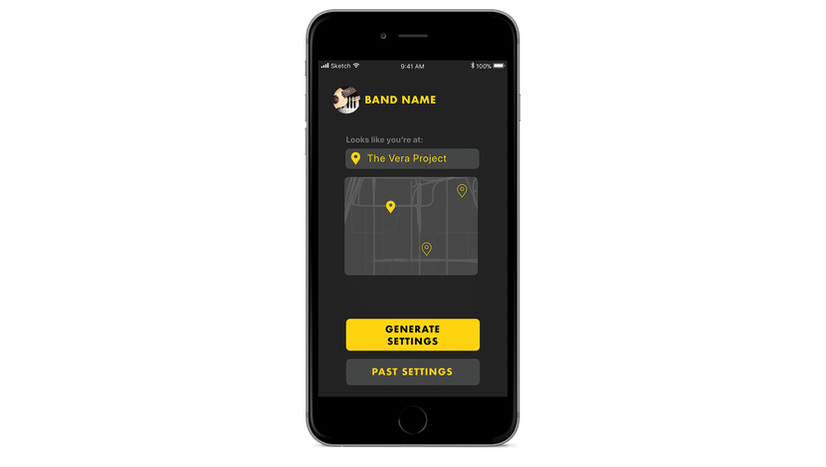 Sketch
9:41 AM
100%
BAND NAME
Looks like you're at:
The Vera Project
GENERATE
SETTINGS
PAST SETTINGS